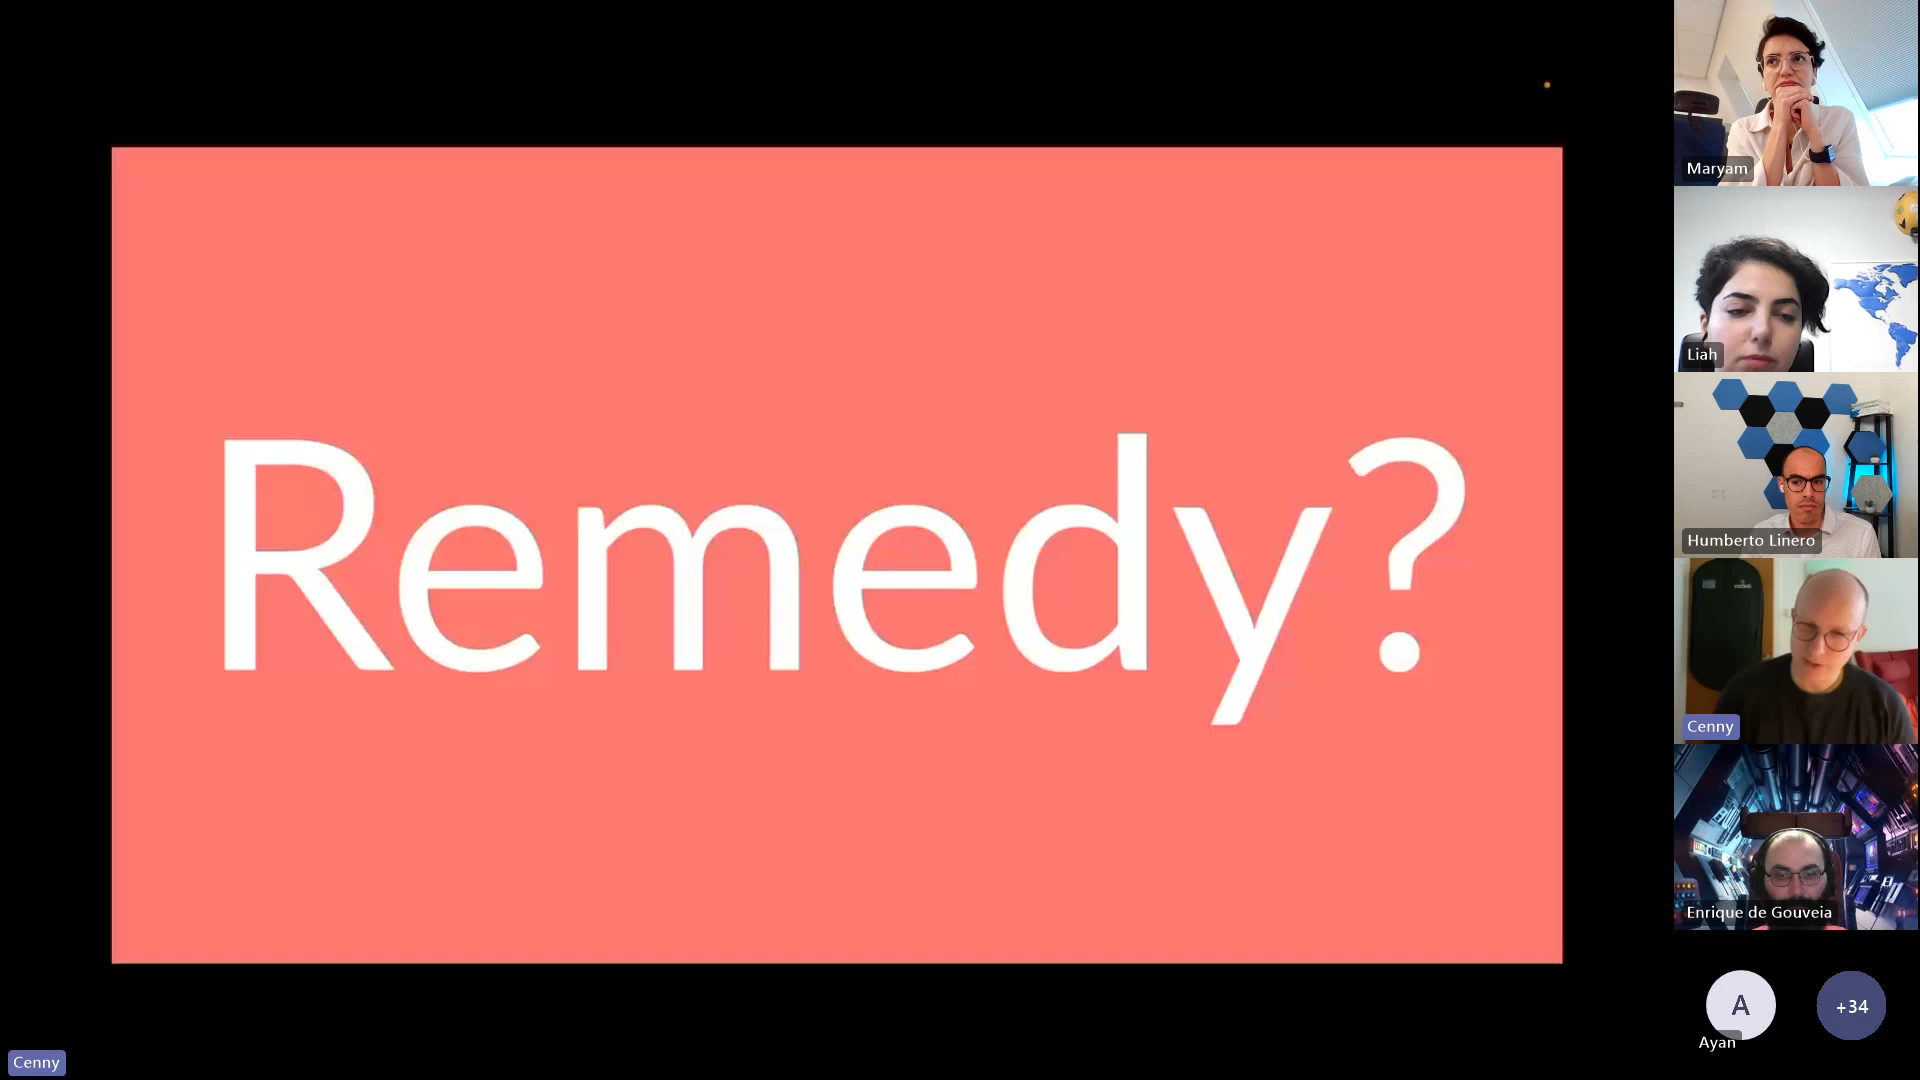 Remedy?
Maryam
Liah
Humberto Linero
Cenny
Enrique de Gouveia
A
+34
Ayan
Cenny